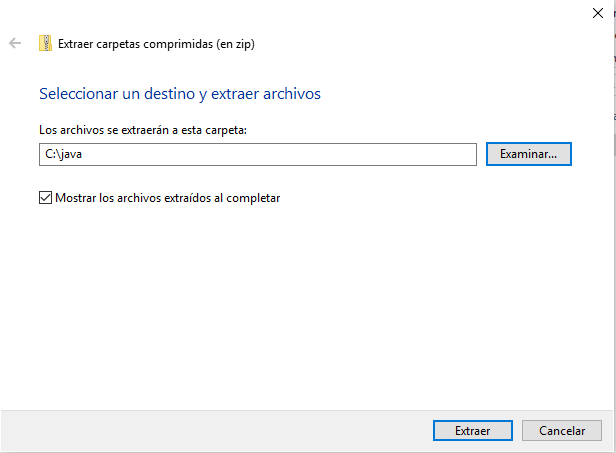 Extraer carpetas comprimidas (en zip)
Seleccionar un destino y extraer archivos
Los archivos se extraerán a esta carpeta:
C:\java
Examinar...
Mostrar los archivos extraídos al completar
Extraer
Cancelar